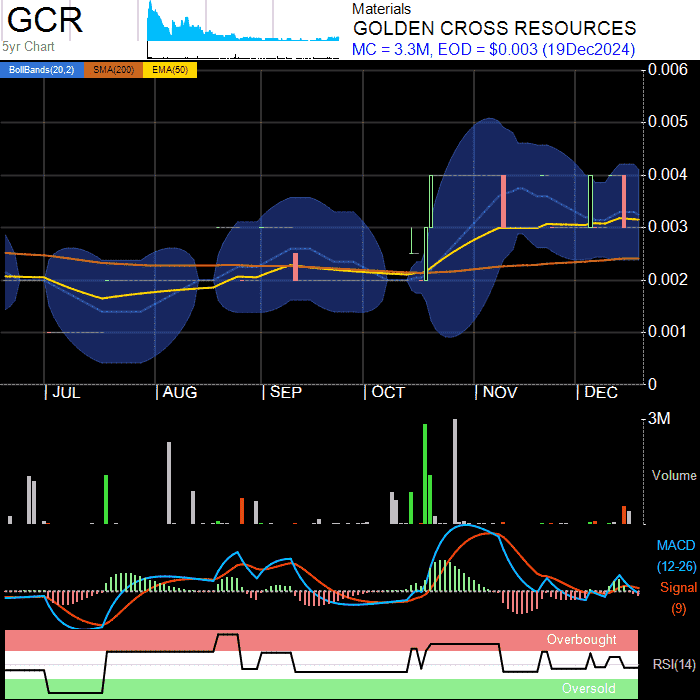 GCR
5yr Chart
Materials
GOLDEN CROSS RESOURCES
MC = 3.3M, EOD = $0.003 (19Dec2024)
BollBands(20,2) SMA(200) EMA(50)
0.006
0.005
0.004
0.003
0.002
0.001
0
JUL AUG SEP OCT NOV DEC
3M
Volume
MACD
(12-26)
Signal
(9)
Overbought
RSI(14)
Oversold